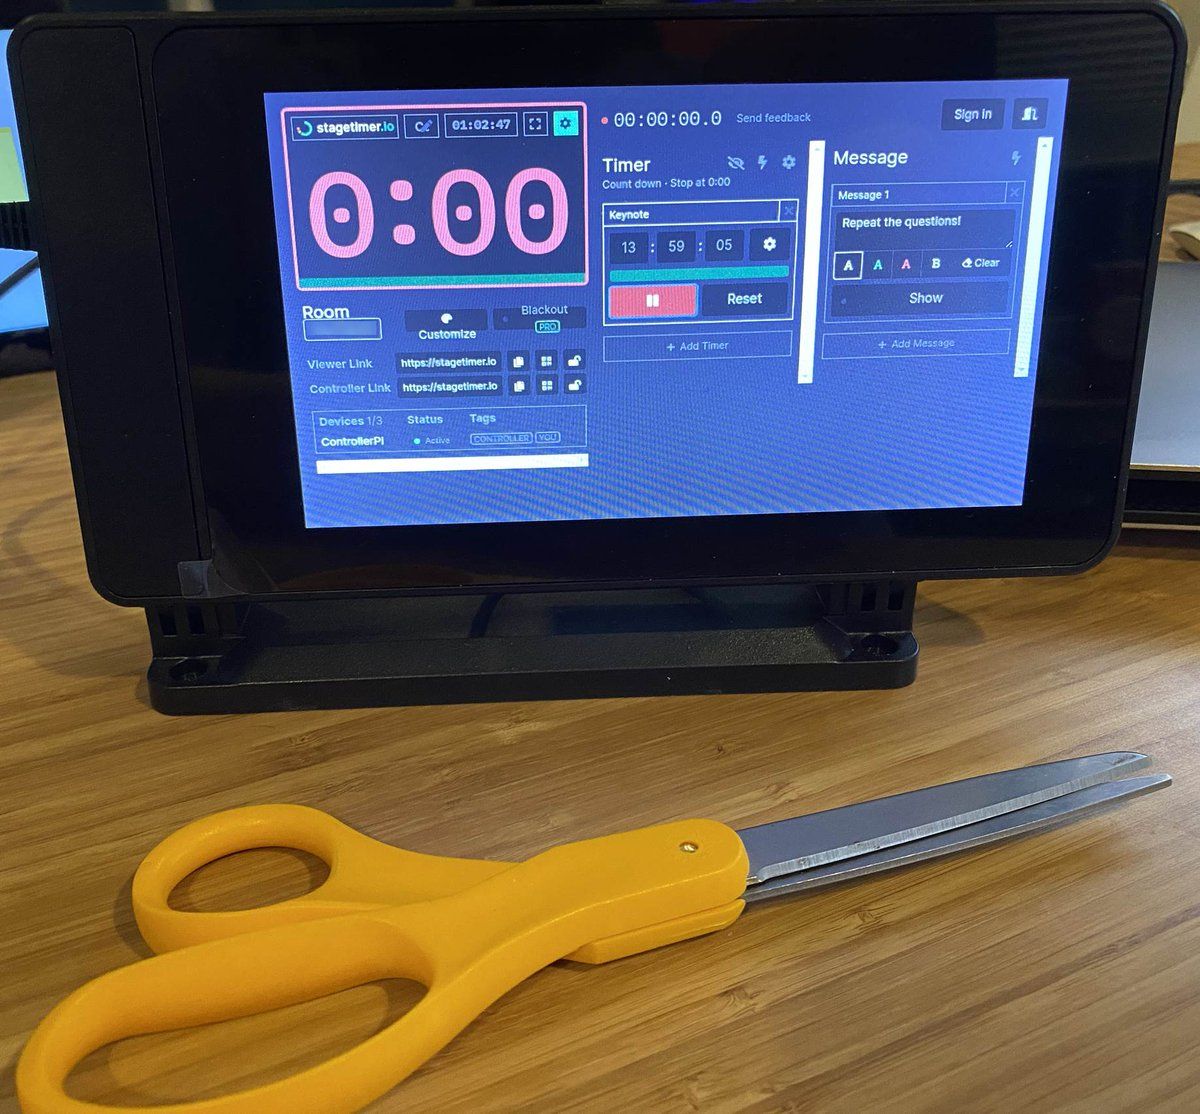 stagetimer.io
01:02:47
0:00
Room
Customize
Blackout
PRO
Viewer Link https://stagetimer.io
Controller Link https://stagetimer.io
Devices 1/3 Status Tags
ControllerPI Active CONTROLLER YOU
00:00:00.0 Send feedback
Timer
Count down · Stop at 0:00
Keynote
13 : 59 : 05
Reset
+ Add Timer
Sign in
Message
Message 1
Repeat the questions!
A A A B Clear
Show
+ Add Message